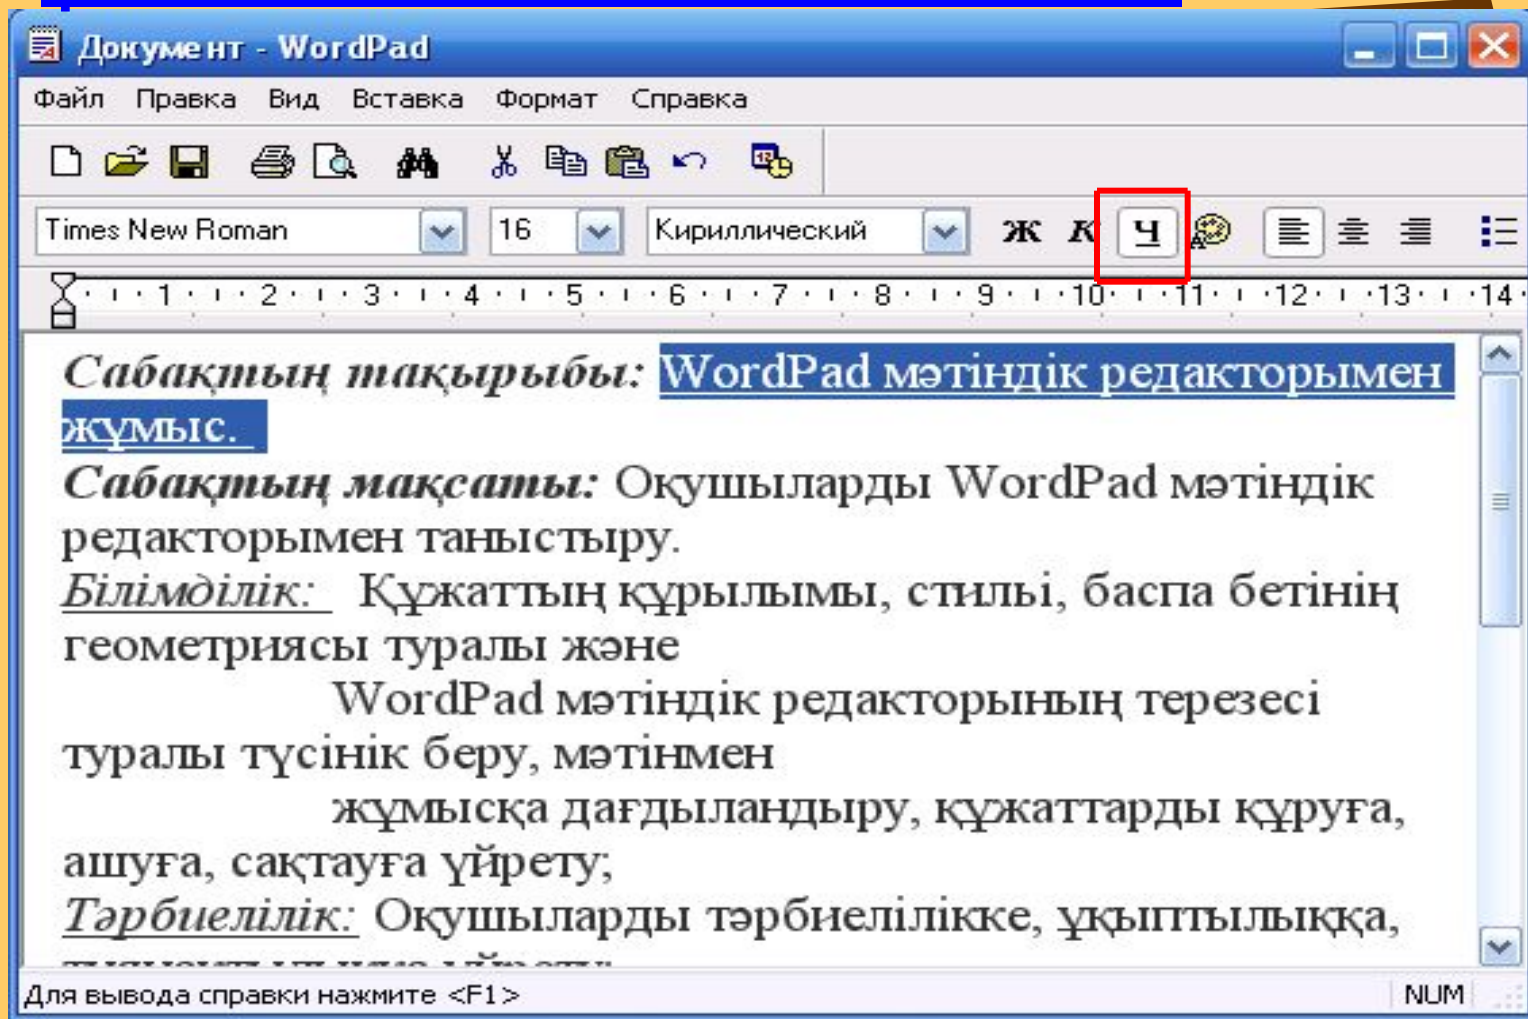 Документ - WordPad
Файл Правка Вид Вставка Формат Справка
Times New Roman 16 Кириллический Ж К Ч
1 2 3 4 5 6 7 8 9 10 11 12 13 14
Сабақтың тақырыбы: WordPad мәтіндік редакторымен
жұмыс.
Сабақтың мақсаты: Оқушыларды WordPad мәтіндік
редакторымен таныстыру.
Білімділік: Құжаттың құрылымы, стильі, баспа бетінің
геометриясы туралы және
WordPad мәтіндік редакторының терезесі
туралы түсінік беру, мәтінмен
жұмысқа дағдыландыру, құжаттарды құруға,
ашуға, сақтауға үйрету;
Тәрбиелілік: Оқушыларды тәрбиелілікке, ұқыптылыққа,
Для вывода справки нажмите <F1> NUM